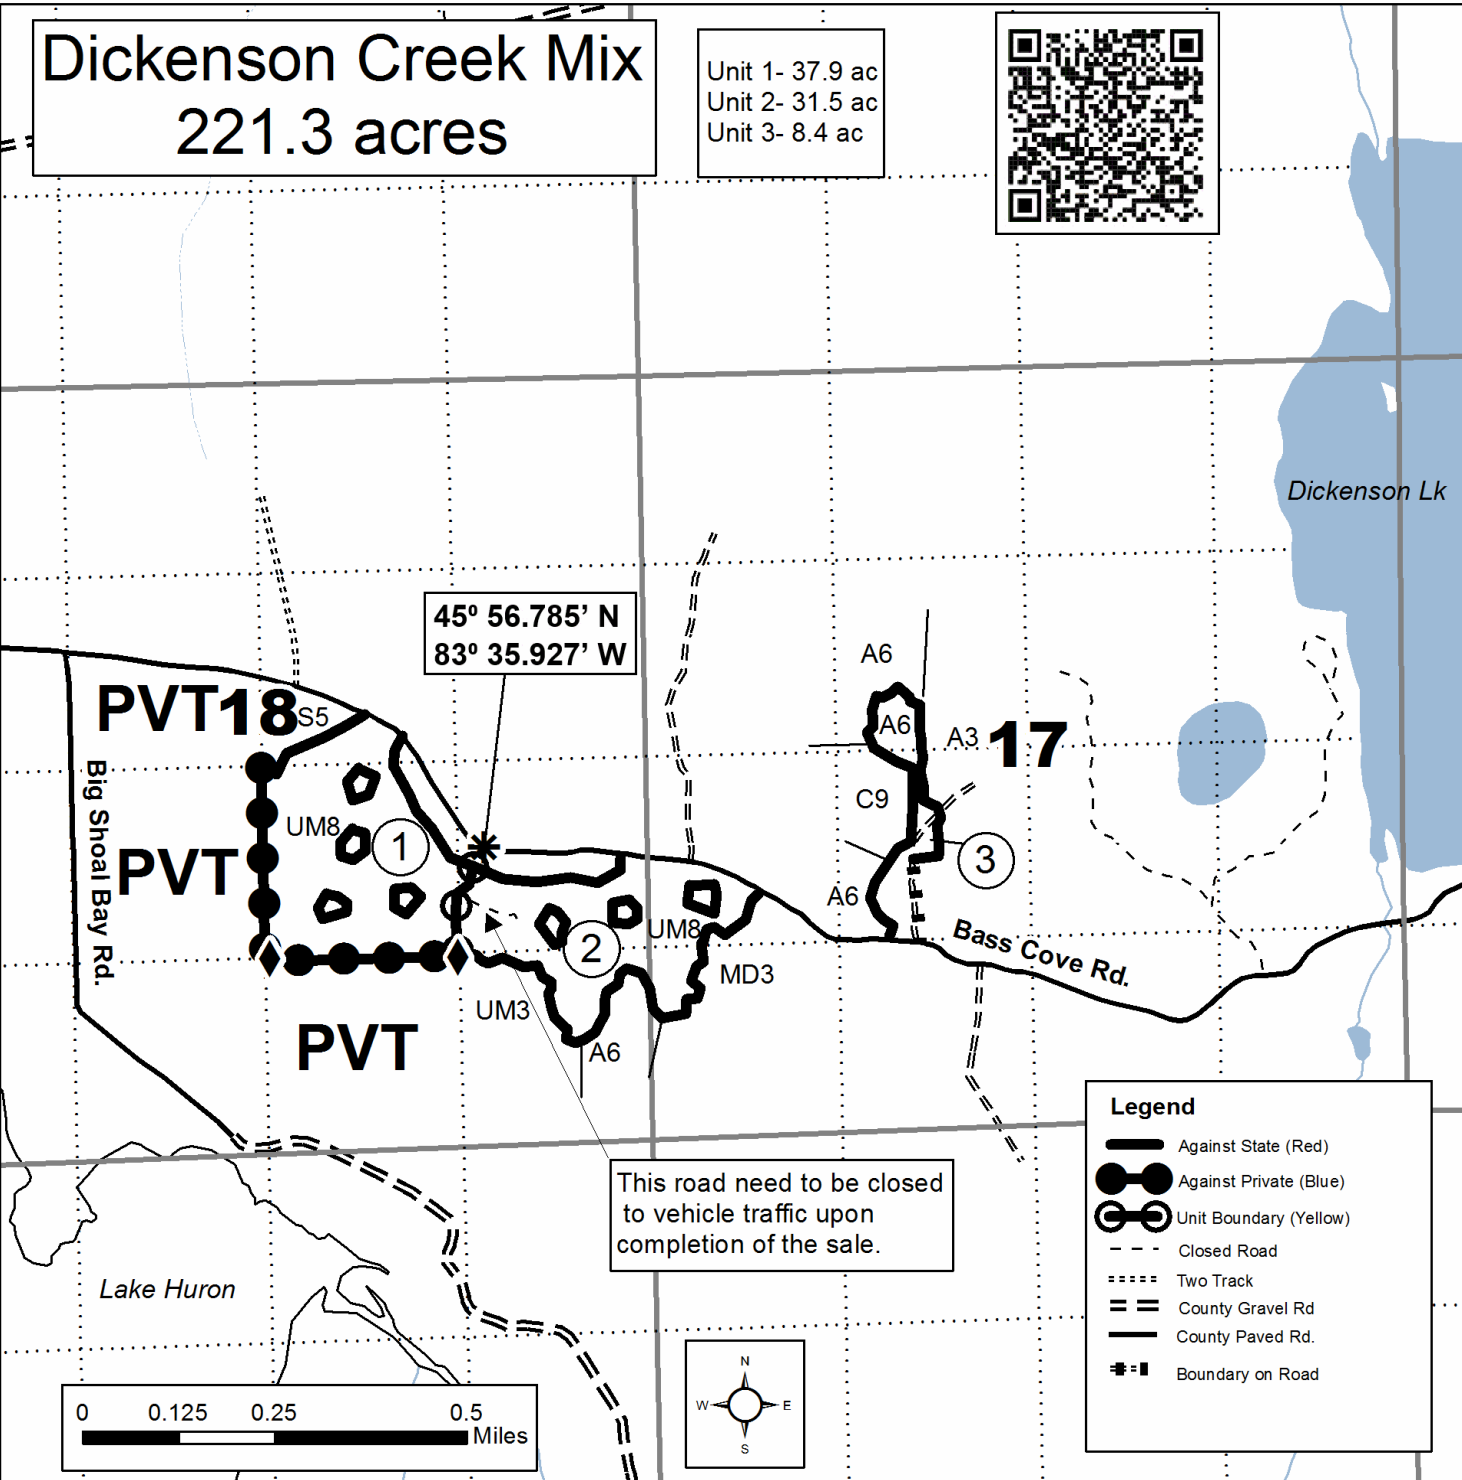 Dickenson Creek Mix
221.3 acres
Unit 1- 37.9 ac
Unit 2- 31.5 ac
Unit 3- 8.4 ac
Dickenson Lk
45º 56.785’ N
83º 35.927’ W
A6
PVT
18
S5
A6
A3
17
Big Shoal Bay Rd.
C9
UM8
1
PVT
3
A6
UM8
2
Bass Cove Rd.
MD3
UM3
PVT
A6
This road need to be closed
to vehicle traffic upon
completion of the sale.
Lake Huron
Legend
Against State (Red)
Against Private (Blue)
Unit Boundary (Yellow)
Closed Road
Two Track
County Gravel Rd
County Paved Rd.
Boundary on Road
N
W E
S
0 0.125 0.25 0.5
Miles